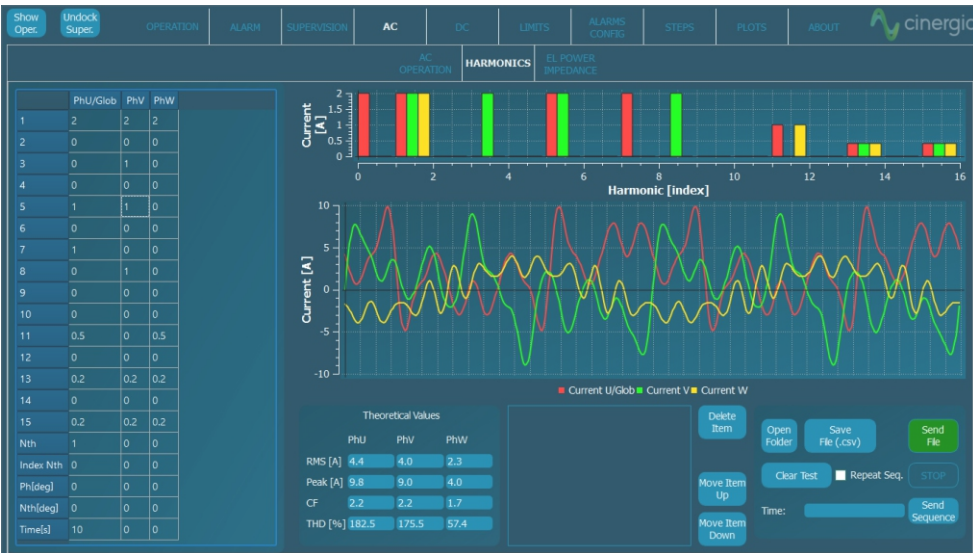 Show Oper. Undock Super. OPERATION ALARM SUPERVISION AC DC LIMITS ALARMS CONFIG STEPS PLOTS ABOUT cinergia
AC OPERATION HARMONICS EL POWER IMPEDANCE
PhU/Glob PhV PhW
1 2 2 2
2 0 0 0
3 0 1 0
4 0 0 0
5 1 1 0
6 0 0 0
7 1 0 0
8 0 1 0
9 0 0 0
10 0 0 0
11 0.5 0 0.5
12 0 0 0
13 0.2 0.2 0.2
14 0 0 0
15 0.2 0.2 0.2
Nth 1 0 0
Index Nth 0 0 0
Ph[deg] 0 0 0
Nth[deg] 0 0 0
Time[s] 10 0 0
Current [A]
2
1.5
1
0.5
0
0 2 4 6 8 10 12 14 16
Harmonic [index]
Current [A]
10
5
0
-5
-10
Current U/Glob Current V Current W
Theoretical Values
PhU PhV PhW
RMS [A] 4.4 4.0 2.3
Peak [A] 9.8 9.0 4.0
CF 2.2 2.2 1.7
THD [%] 182.5 175.5 57.4
Delete Item
Move Item Up
Move Item Down
Open Folder Save File (.csv) Send File
Clear Test Repeat Seq. STOP
Time: Send Sequence